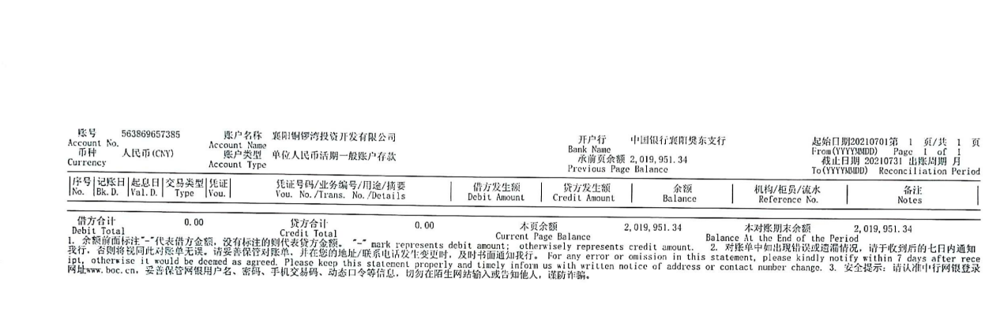 账号 563869657385 账户名称 襄阳铜锣湾投资开发有限公司 开户行 中国银行襄阳樊东支行 起始日期20210701第 1 页/共 1 页
Account No. Account Name Bank Name From(YYYYMMDD) Page 1 of 1
币种 人民币(CNY) 账户类型 单位人民币活期一般账户存款 承前页余额 2,019,951.34 截止日期 20210731 出账周期 月
Currency Account Type Previous Page Balance To(YYYYMMDD) Reconciliation Period
序号 记账日 起息日 交易类型 凭证 凭证号码/业务编号/用途/摘要 借方发生额 贷方发生额 余额 机构/柜员/流水 备注
No. Bk.D. Val.D. Type Vou. Vou. No./Trans. No./Details Debit Amount Credit Amount Balance Reference No. Notes
借方合计 0.00 贷方合计 0.00 本页余额 2,019,951.34 本对账期末余额 2,019,951.34
Debit Total Credit Total Current Page Balance Balance At the End of the Period
1. 余额前面标注"-"代表借方金额，没有标注的则代表贷方金额。 "-" mark represents debit amount; otherwisely represents credit amount. 2. 对账单中如出现错误或遗漏情况，请于收到后的七日内通知
我行，否则将视同此对账单无误。请妥善保管对账单，并在您的地址/联系电话发生变更时，及时书面通知我行。 For any error or omission in this statement, please kindly notify within 7 days after rece
ipt, otherwise it would be deemed as agreed. Please keep this statement properly and timely inform us with written notice of address or contact number change. 3. 安全提示：请认准中行网银登录
网址www.boc.cn，妥善保管网银用户名、密码、手机交易码、动态口令等信息，切勿在陌生网站输入或告知他人，谨防诈骗。